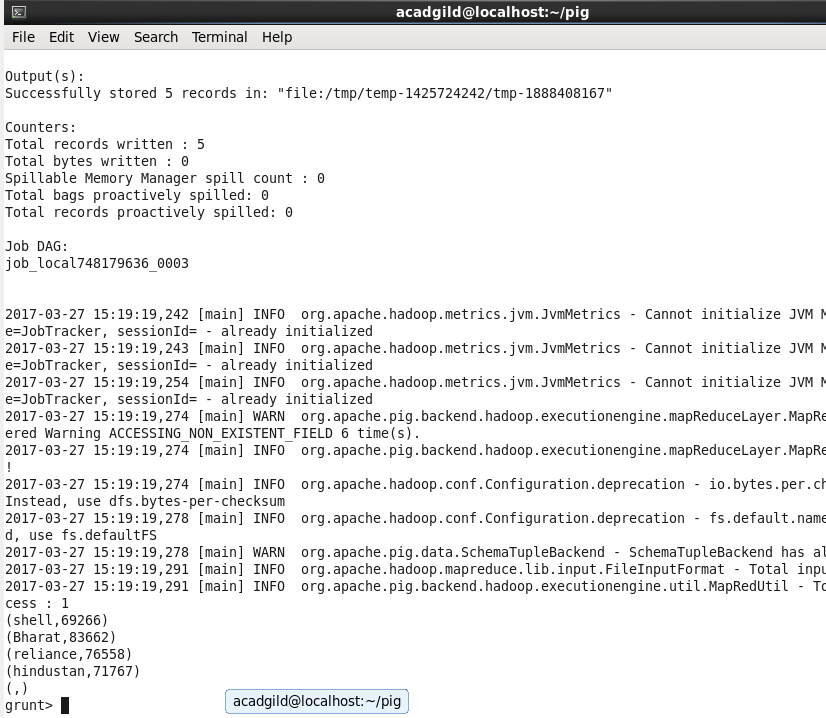 acadgild@localhost:~/pig
File Edit View Search Terminal Help
Output(s):
Successfully stored 5 records in: "file:/tmp/temp-1425724242/tmp-1888408167"
Counters:
Total records written : 5
Total bytes written : 0
Spillable Memory Manager spill count : 0
Total bags proactively spilled: 0
Total records proactively spilled: 0
Job DAG:
job_local748179636_0003
2017-03-27 15:19:19,242 [main] INFO  org.apache.hadoop.metrics.jvm.JvmMetrics - Cannot initialize JVM M
e=JobTracker, sessionId= - already initialized
2017-03-27 15:19:19,243 [main] INFO  org.apache.hadoop.metrics.jvm.JvmMetrics - Cannot initialize JVM M
e=JobTracker, sessionId= - already initialized
2017-03-27 15:19:19,254 [main] INFO  org.apache.hadoop.metrics.jvm.JvmMetrics - Cannot initialize JVM M
e=JobTracker, sessionId= - already initialized
2017-03-27 15:19:19,274 [main] WARN  org.apache.pig.backend.hadoop.executionengine.mapReduceLayer.MapRe
ered Warning ACCESSING_NON_EXISTENT_FIELD 6 time(s).
2017-03-27 15:19:19,274 [main] INFO  org.apache.pig.backend.hadoop.executionengine.mapReduceLayer.MapRe
!
2017-03-27 15:19:19,274 [main] INFO  org.apache.hadoop.conf.Configuration.deprecation - io.bytes.per.ch
Instead, use dfs.bytes-per-checksum
2017-03-27 15:19:19,278 [main] INFO  org.apache.hadoop.conf.Configuration.deprecation - fs.default.name
d, use fs.defaultFS
2017-03-27 15:19:19,278 [main] WARN  org.apache.pig.data.SchemaTupleBackend - SchemaTupleBackend has al
2017-03-27 15:19:19,291 [main] INFO  org.apache.hadoop.mapreduce.lib.input.FileInputFormat - Total inpu
2017-03-27 15:19:19,291 [main] INFO  org.apache.pig.backend.hadoop.executionengine.util.MapRedUtil - To
cess : 1
(shell,69266)
(Bharat,83662)
(reliance,76558)
(hindustan,71767)
(,)
grunt>
acadgild@localhost:~/pig